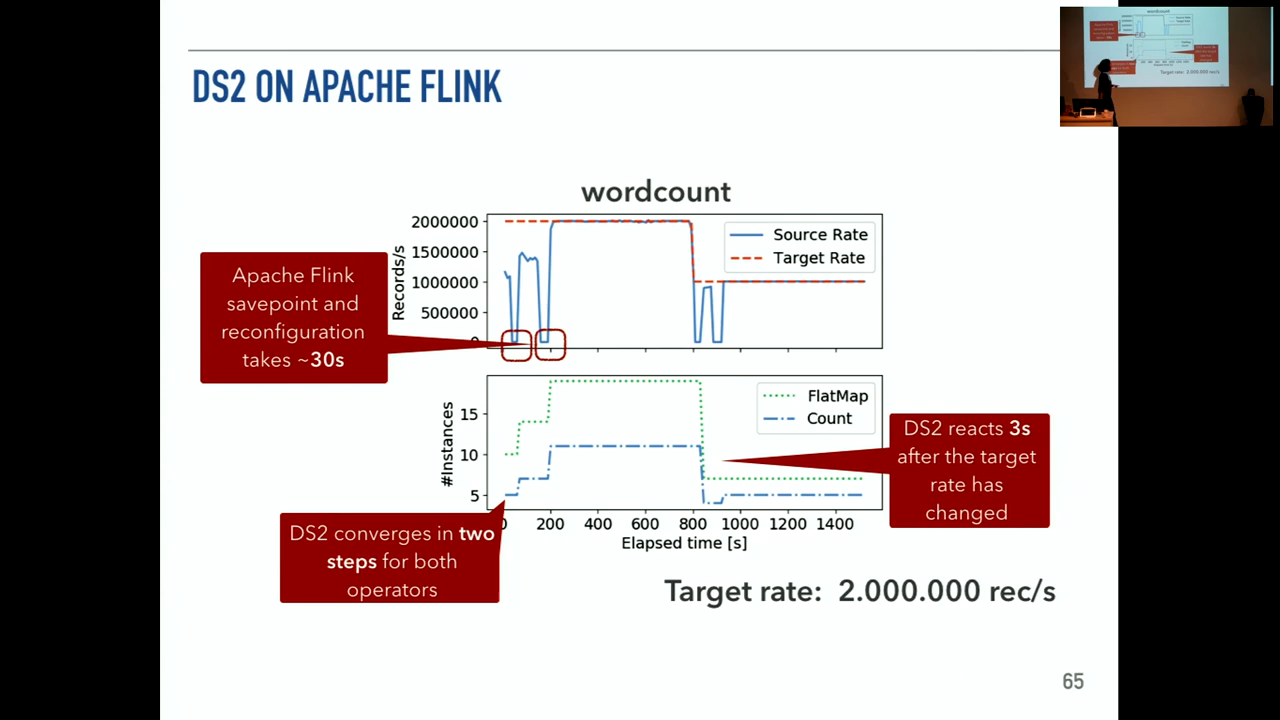 DS2 ON APACHE FLINK
wordcount
2000000
1500000
1000000
500000
0
Records/s
Source Rate
Target Rate
Apache Flink
savepoint and
reconfiguration
takes ~30s
15
10
5
#Instances
FlatMap
Count
DS2 reacts 3s
after the target
rate has
changed
0 200 400 600 800 1000 1200 1400
Elapsed time [s]
DS2 converges in two
steps for both
operators
Target rate: 2.000.000 rec/s
65